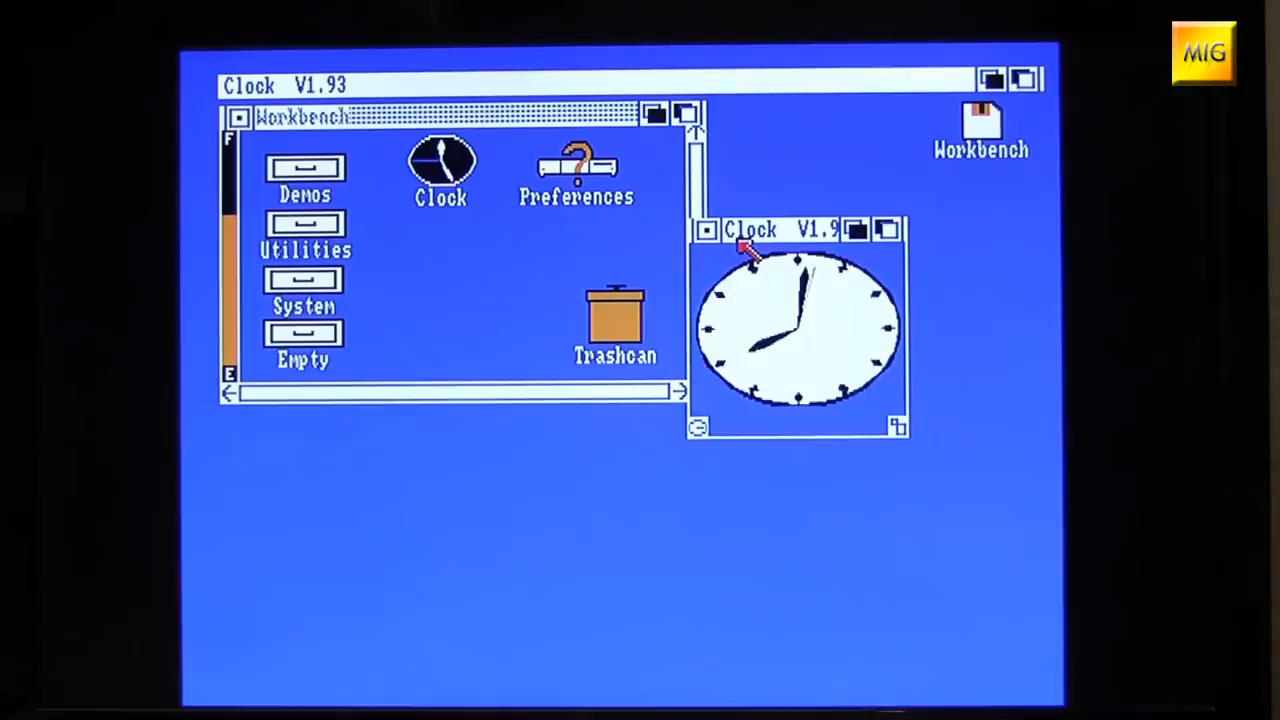 MIG
Clock V1.93
Workbench
Workbench
Clock
Preferences
Demos
Utilities
System
Empty
Trashcan
Clock V1.9
F
E